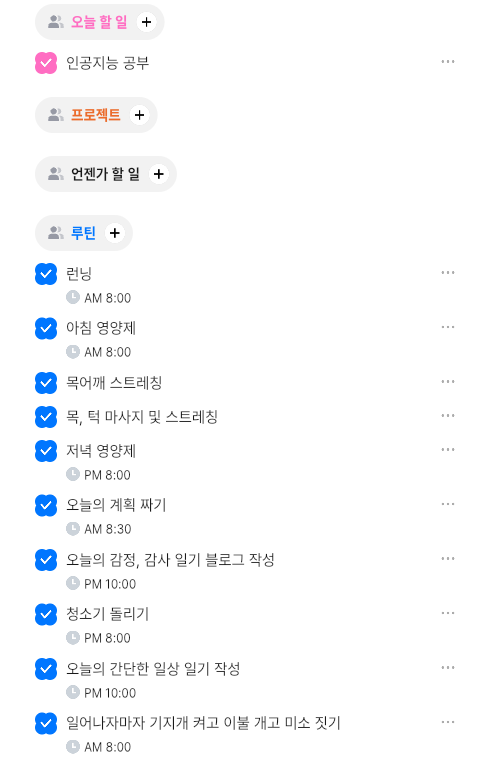 오늘 할 일
인공지능 공부
프로젝트
언젠가 할 일
루틴
런닝
AM 8:00
아침 영양제
AM 8:00
목어깨 스트레칭
목, 턱 마사지 및 스트레칭
저녁 영양제
PM 8:00
오늘의 계획 짜기
AM 8:30
오늘의 감정, 감사 일기 블로그 작성
PM 10:00
청소기 돌리기
PM 8:00
오늘의 간단한 일상 일기 작성
PM 10:00
일어나자마자 기지개 켜고 이불 개고 미소 짓기
AM 8:00